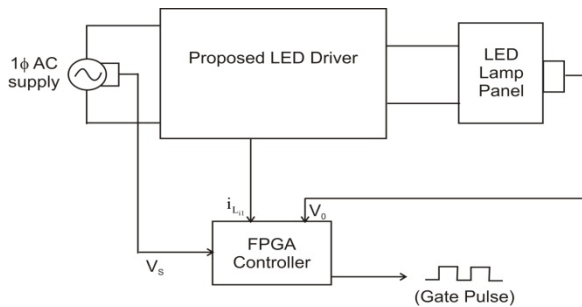 1ϕ AC
supply
Proposed LED Driver
LED
Lamp
Panel
i_{L_{i1}}
V_0
V_S
FPGA
Controller
(Gate Pulse)